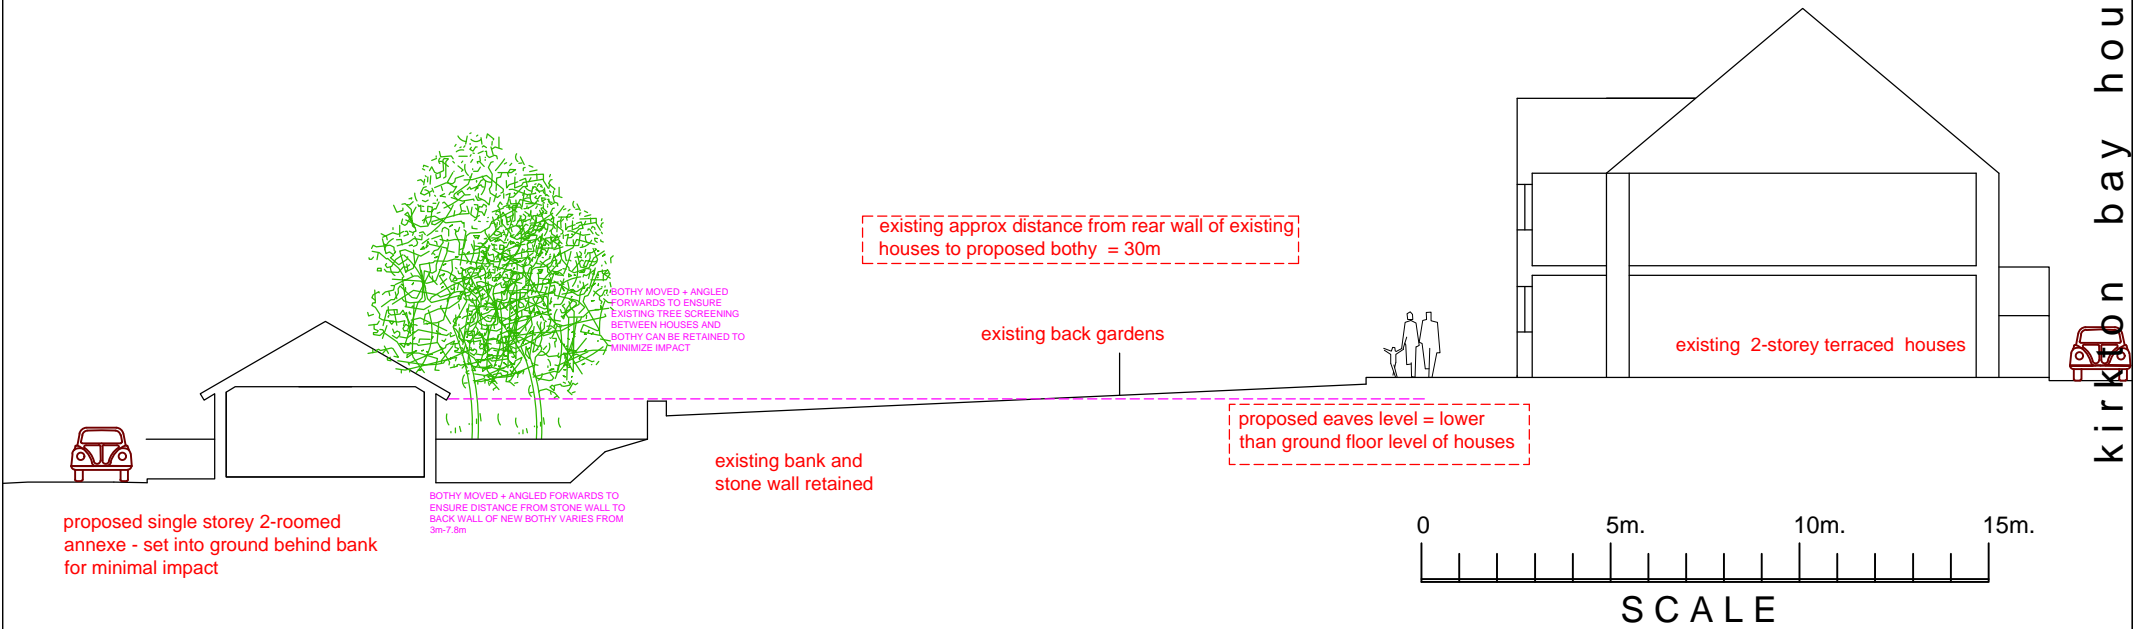 existing approx distance from rear wall of existing
houses to proposed bothy = 30m
BOTHY MOVED + ANGLED
FORWARDS TO ENSURE
EXISTING TREE SCREENING
BETWEEN HOUSES AND
BOTHY CAN BE RETAINED TO
MINIMIZE IMPACT
existing back gardens
existing 2-storey terraced houses
proposed eaves level = lower
than ground floor level of houses
existing bank and
stone wall retained
BOTHY MOVED + ANGLED FORWARDS TO
ENSURE DISTANCE FROM STONE WALL TO
BACK WALL OF NEW BOTHY VARIES FROM
3m-7.8m
proposed single storey 2-roomed
annexe - set into ground behind bank
for minimal impact
0 5m. 10m. 15m.
SCALE
kirkton bay hou